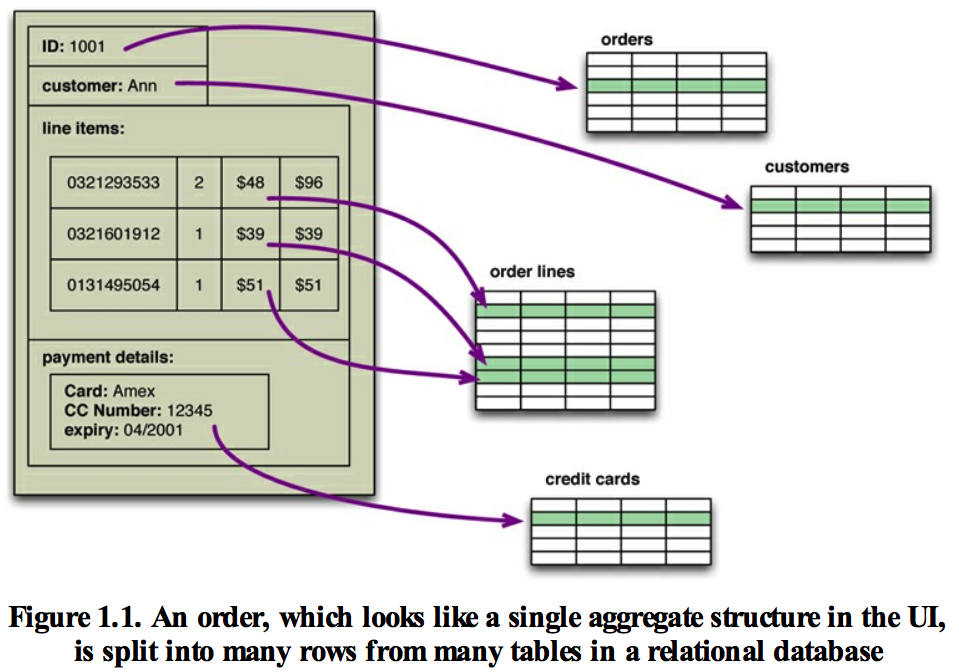 ID: 1001
customer: Ann
line items:
0321293533 2 $48 $96
0321601912 1 $39 $39
0131495054 1 $51 $51
payment details:
Card: Amex
CC Number: 12345
expiry: 04/2001
orders
customers
order lines
credit cards
Figure 1.1. An order, which looks like a single aggregate structure in the UI,
is split into many rows from many tables in a relational database